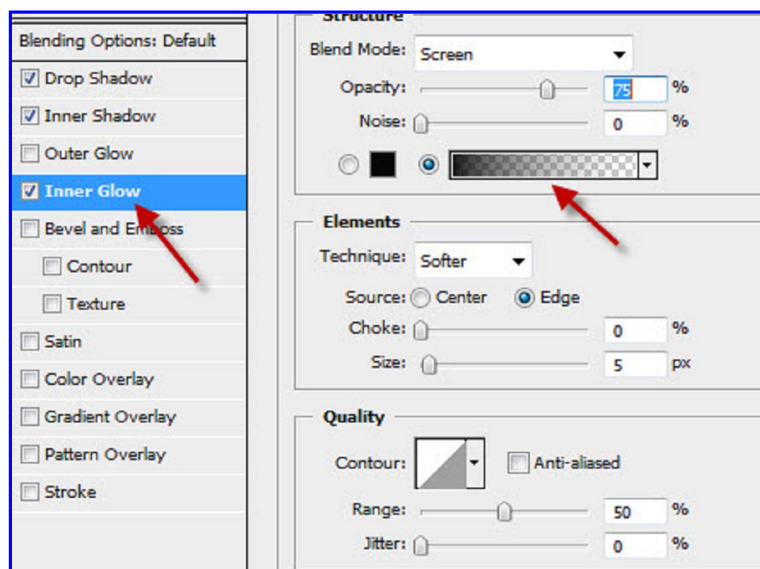 Blending Options: Default
Drop Shadow
Inner Shadow
Outer Glow
Inner Glow
Bevel and Emboss
Contour
Texture
Satin
Color Overlay
Gradient Overlay
Pattern Overlay
Stroke
Structure
Blend Mode: Screen
Opacity: 75 %
Noise: 0 %
Elements
Technique: Softer
Source: Center Edge
Choke: 0 %
Size: 5 px
Quality
Contour: Anti-aliased
Range: 50 %
Jitter: 0 %